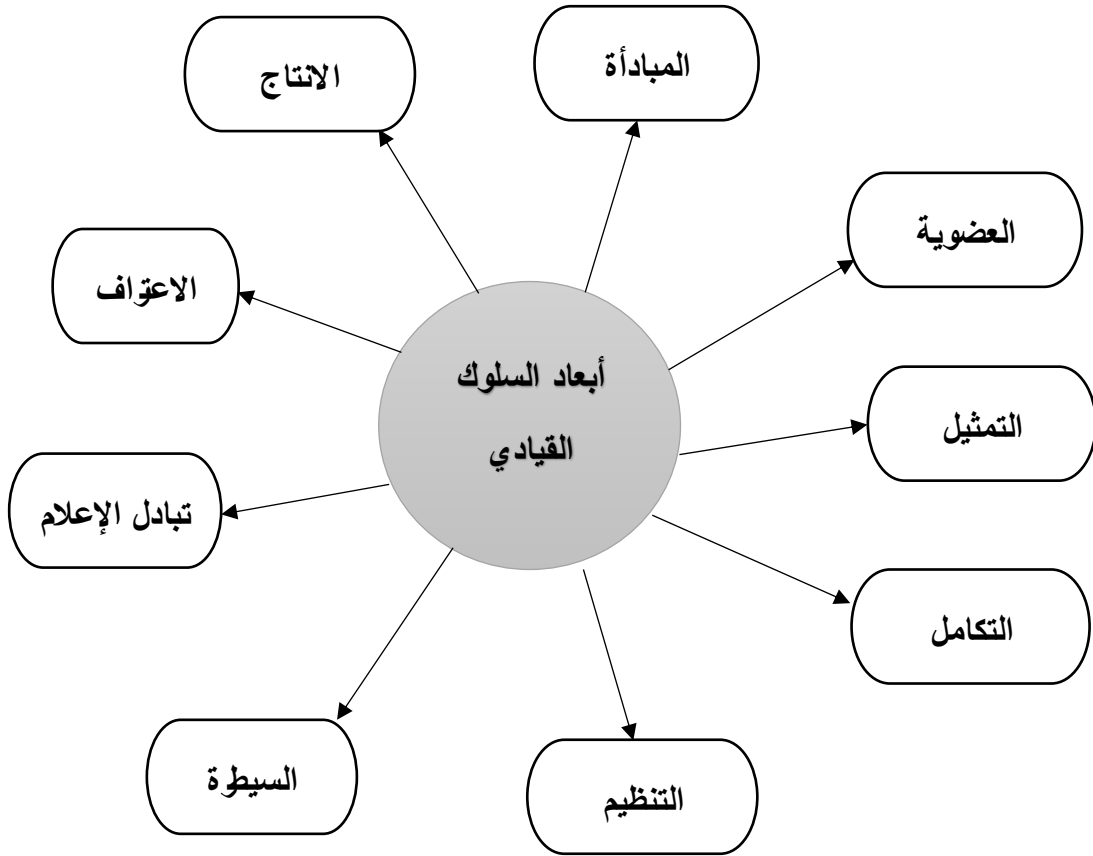 المبادأة
الانتاج
العضوية
الاعتراف
أبعاد السلوك
القيادي
التمثيل
تبادل الإعلام
التكامل
السيطرة
التنظيم